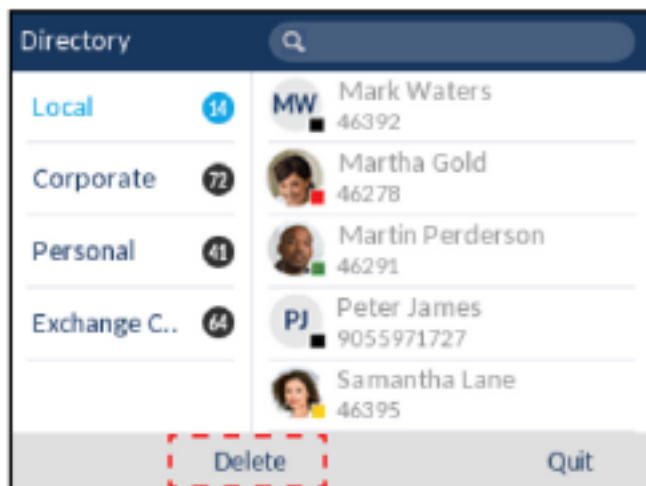 Directory
Local 14
Corporate 72
Personal 41
Exchange C.. 64
MW Mark Waters
46392
Martha Gold
46278
Martin Perderson
46291
PJ Peter James
9055971727
Samantha Lane
46395
Delete Quit